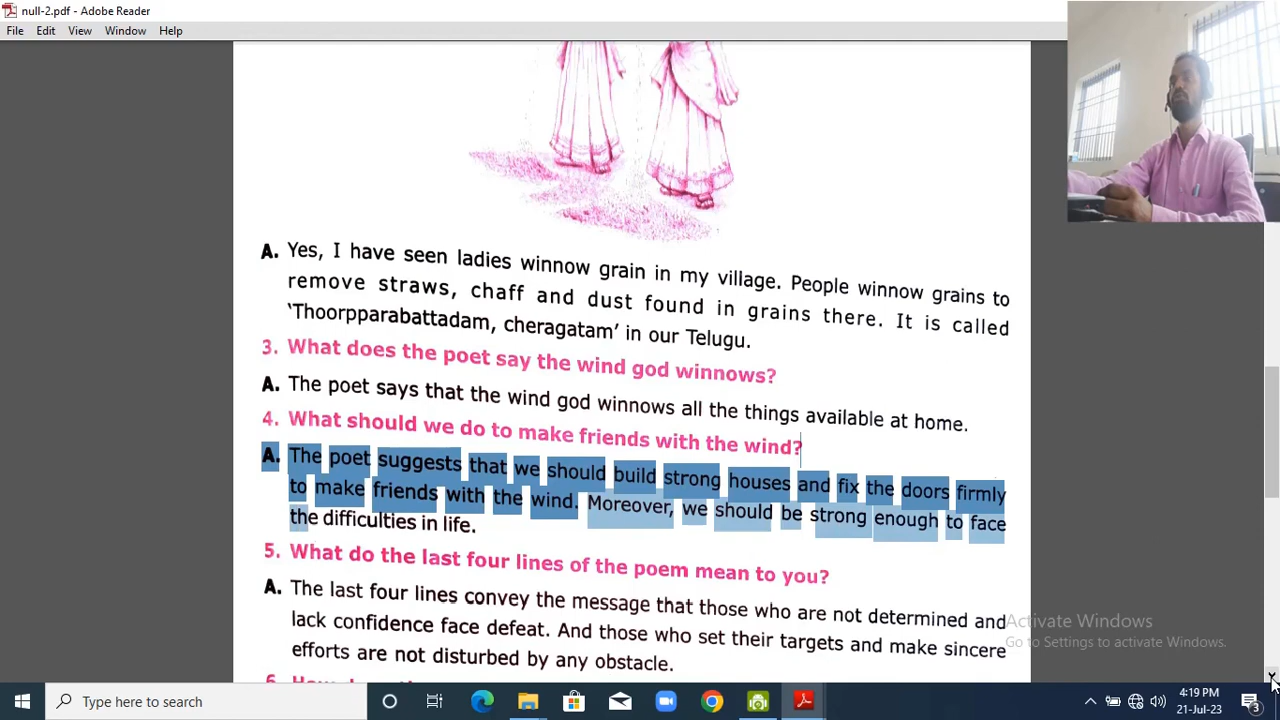 null-2.pdf - Adobe Reader
File Edit View Window Help
A. Yes, I have seen ladies winnow grain in my village. People winnow grains to
remove straws, chaff and dust found in grains there. It is called
‘Thoorpparabattadam, cheragatam’ in our Telugu.
3. What does the poet say the wind god winnows?
A. The poet says that the wind god winnows all the things available at home.
4. What should we do to make friends with the wind?
A. The poet suggests that we should build strong houses and fix the doors firmly
to make friends with the wind. Moreover, we should be strong enough to face
the difficulties in life.
5. What do the last four lines of the poem mean to you?
A. The last four lines convey the message that those who are not determined and
lack confidence face defeat. And those who set their targets and make sincere
efforts are not disturbed by any obstacle.
Activate Windows
Go to Settings to activate Windows.
Type here to search
4:19 PM
21-Jul-23
3